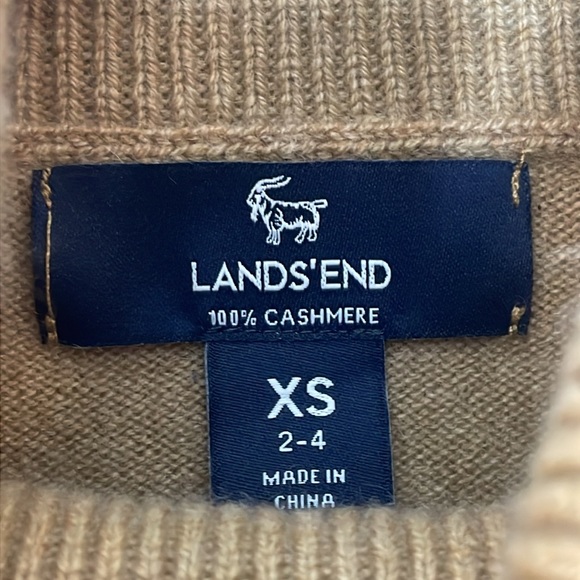 LANDS'END
100% CASHMERE
XS
2-4
MADE IN
CHINA